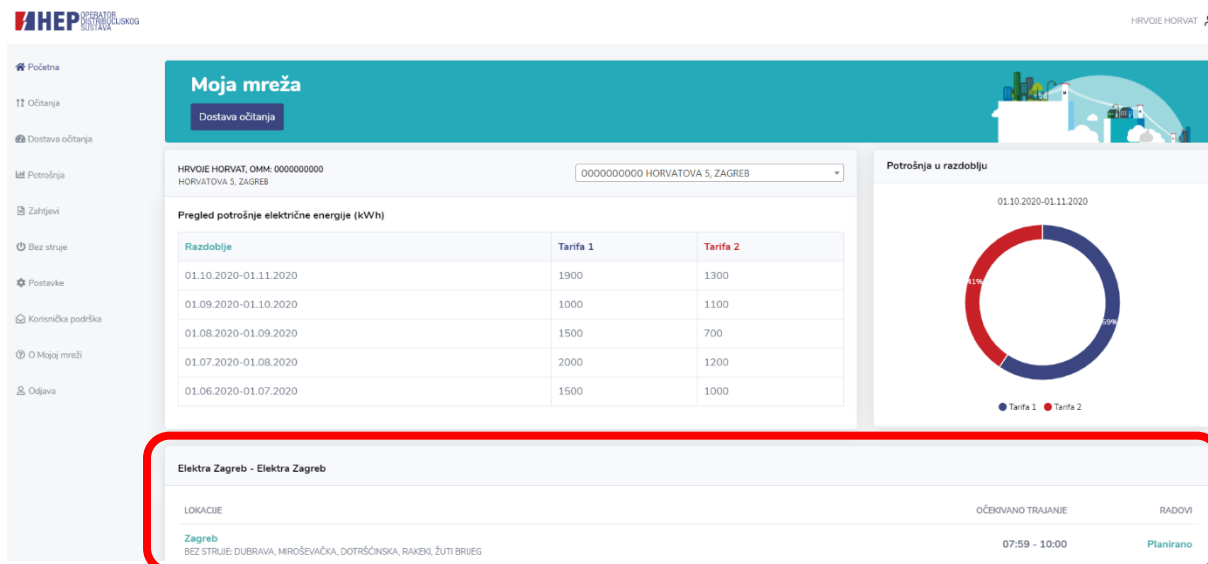 HEP OPERATOR
DISTRIBUCIJSKOG
SUSTAVA
HRVOJE HORVAT
Početna
Očitanja
Dostava očitanja
Potrošnja
Zahtjevi
Bez struje
Postavke
Korisnička podrška
O Mojoj mreži
Odjava
Moja mreža
Dostava očitanja
HRVOJE HORVAT, OMM: 0000000000
HORVATOVA 5, ZAGREB
0000000000 HORVATOVA 5, ZAGREB
Pregled potrošnje električne energije (kWh)
Razdoblje Tarifa 1 Tarifa 2
01.10.2020-01.11.2020 1900 1300
01.09.2020-01.10.2020 1000 1100
01.08.2020-01.09.2020 1500 700
01.07.2020-01.08.2020 2000 1200
01.06.2020-01.07.2020 1500 1000
Potrošnja u razdoblju
01.10.2020-01.11.2020
41%
59%
Tarifa 1 Tarifa 2
Elektra Zagreb - Elektra Zagreb
LOKACIJE OČEKIVANO TRAJANJE RADOVI
Zagreb
BEZ STRUJE: DUBRAVA, MIROŠEVAČKA, DOTRŠĆINSKA, RAKEKI, ŽUTI BRIJEG
07:59 - 10:00 Planirano